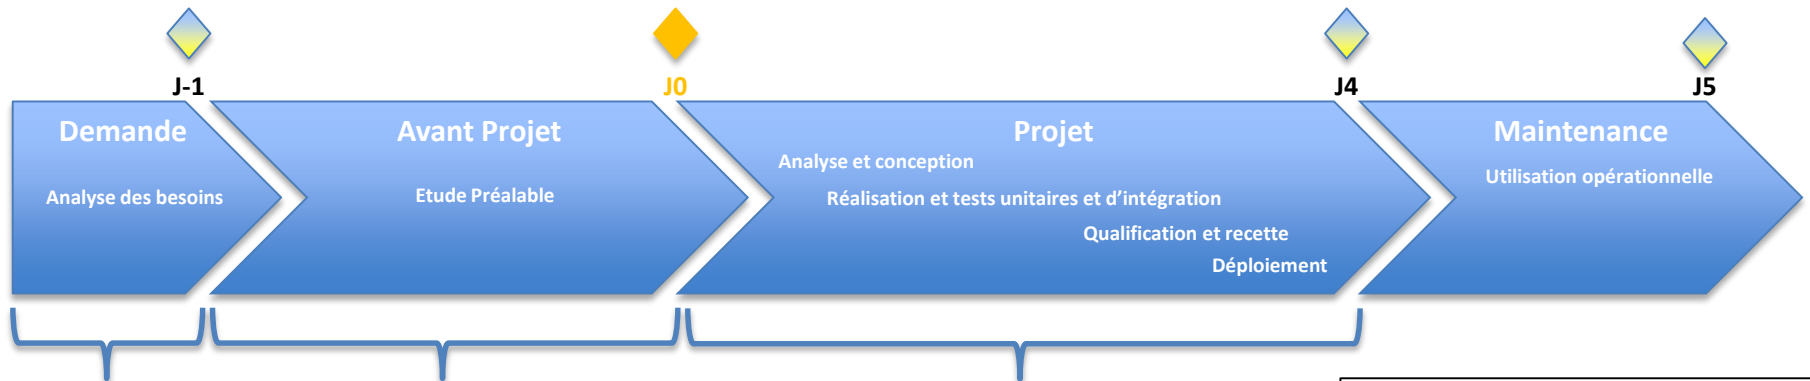 J-1
J0
J4
J5
Demande
Avant Projet
Projet
Maintenance
Analyse des besoins
Etude Préalable
Analyse et conception
Réalisation et tests unitaires et d’intégration
Qualification et recette
Déploiement
Utilisation opérationnelle